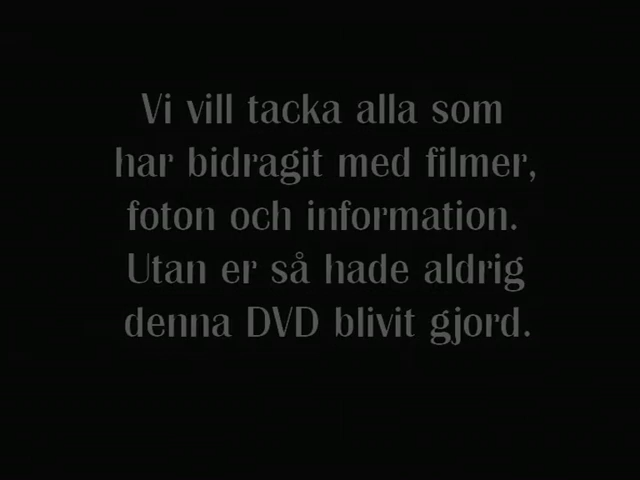 Vi vill tacka alla som
har bidragit med filmer,
foton och information.
Utan er så hade aldrig
denna DVD blivit gjord.